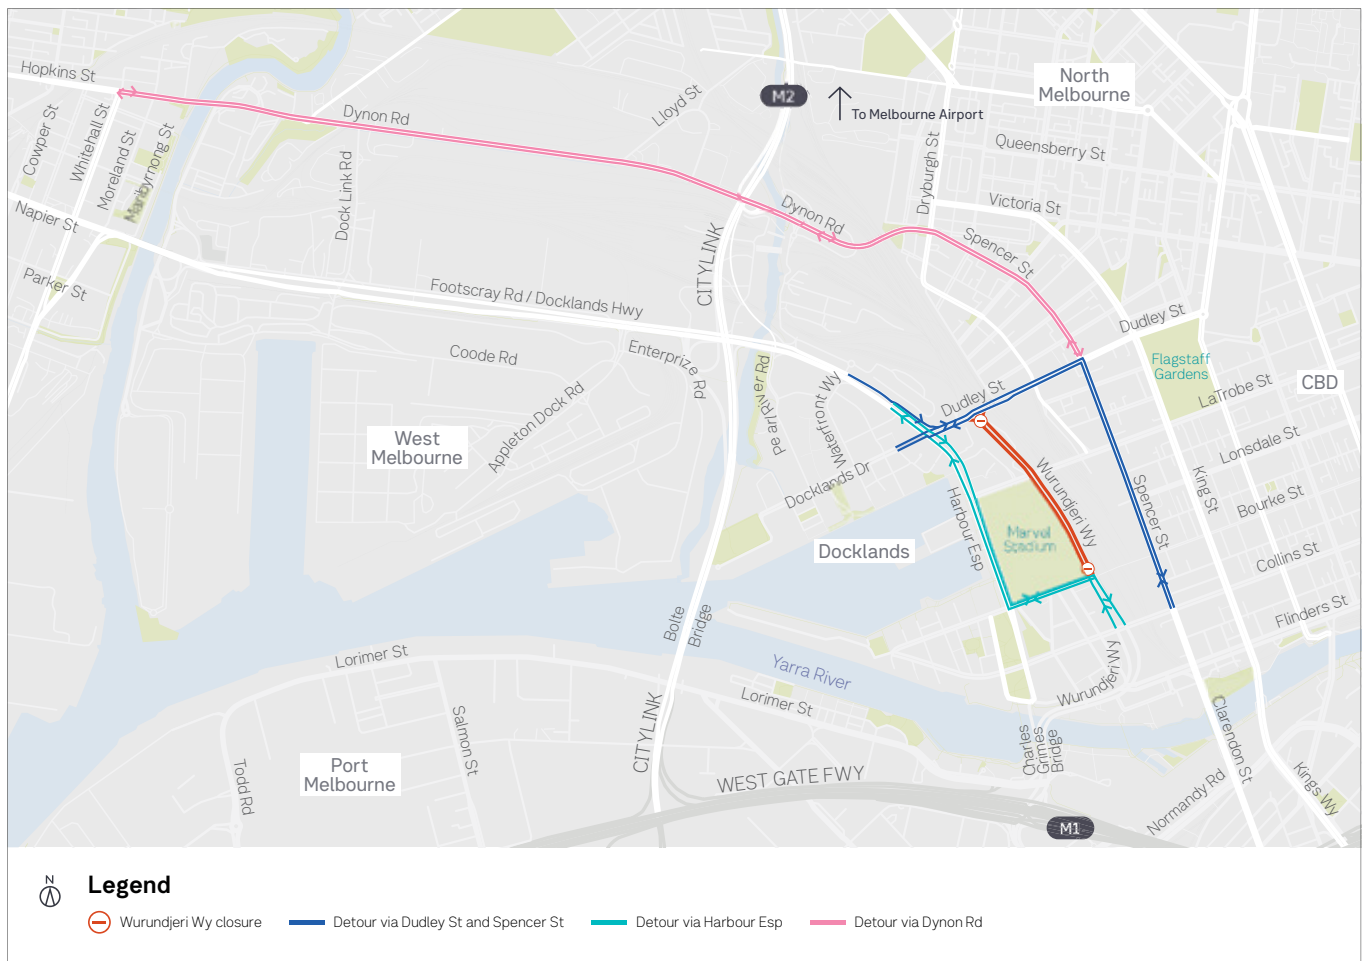 Hopkins St
Cowper St
Whitehall St
Moreland St
Maribyrnong St
Napier St
Parker St
Dynon Rd
Dock Link Rd
Lloyd St
M2
To Melbourne Airport
North
Melbourne
Queensberry St
Dryburgh St
Victoria St
Dynon Rd
Spencer St
CITYLINK
Footscray Rd / Docklands Hwy
Coode Rd
Enterprize Rd
Pearl River Rd
Waterfront Wy
Dudley St
Dudley St
Flagstaff
Gardens
LaTrobe St
CBD
Lonsdale St
West
Melbourne
Appleton Dock Rd
Docklands Dr
Harbour Esp
Wurundjeri Wy
Spencer St
King St
Bourke St
Marvel
Stadium
Docklands
Collins St
Flinders St
Bolte
Bridge
Yarra River
Lorimer St
Lorimer St
Wurundjeri Wy
Charles
Grimes
Bridge
Clarendon St
Kings Wy
Normandy Rd
CITYLINK
Salmon St
Todd Rd
Port
Melbourne
WEST GATE FWY
M1
N
Legend
Wurundjeri Wy closure
Detour via Dudley St and Spencer St
Detour via Harbour Esp
Detour via Dynon Rd